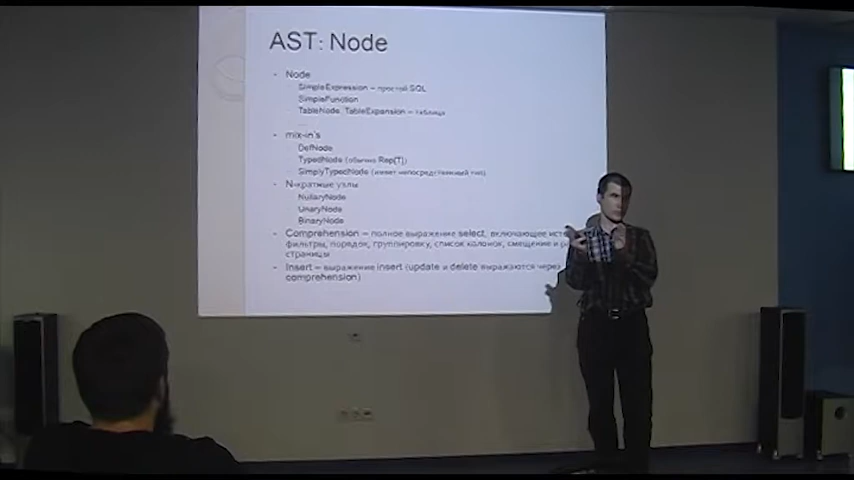 AST: Node
- Node
SimpleExpression – простой SQL
SimpleFunction
TableNode, TableExpansion – таблица
- mix-in's
DefNode
TypedNode (обычно Rep[T])
SimplyTypedNode (имеет непосредственный тип)
- N-кратные узлы
NullaryNode
UnaryNode
BinaryNode
- Comprehension – полное выражение select, включающее
фильтры, порядок, группировку, список колонок, смещение и
страницы
- Insert – выражение insert (update и delete выражаются через
comprehension)